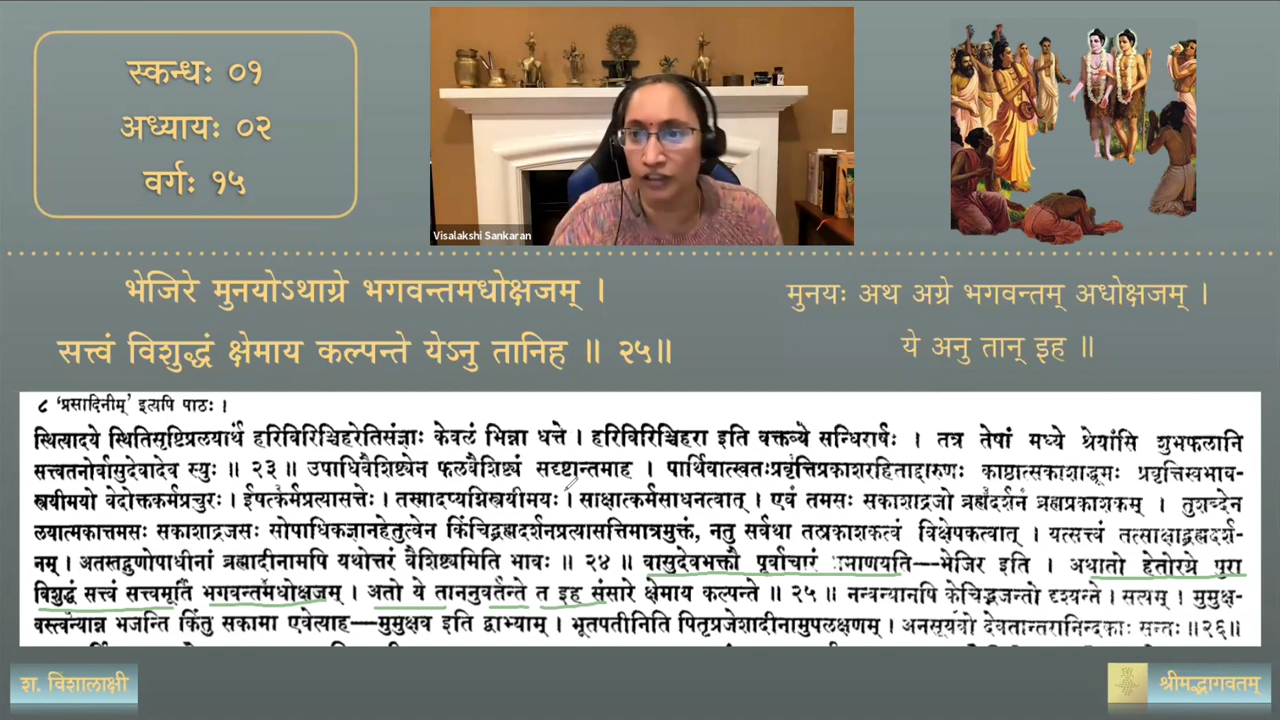 स्कन्धः ०१
अध्यायः ०२
वर्गः १५
Visalakshi Sankaran
भेजिरे मुनयोऽथाग्रे भगवन्तमधोक्षजम् ।
सत्त्वं विशुद्धं क्षेमाय कल्पन्ते येऽनु तानिह ॥ २५॥
मुनयः अथ अग्रे भगवन्तम् अधोक्षजम् ।
ये अनु तान् इह ॥
८ ‘प्रसादिनीम्’ इत्यपि पाठः ।
स्थित्यादये स्थितिसृष्टिप्रलयार्थं हरिविरिञ्चिहरेतिसंज्ञाः केवलं भिन्ना धत्ते । हरिविरिञ्चिहरा इति वक्तव्ये सन्धिरार्षः । तत्र तेषां मध्ये श्रेयांसि शुभफलानि
सत्त्वतनोर्वासुदेवादेव स्युः ॥ २३ ॥ उपाधिवैशिष्ट्येन फलवैशिष्ट्यं सदृष्टान्तमाह । पार्थिवात्स्वतःप्रवृत्तिप्रकाशरहिताद्दारुणः काष्ठात्सकाशाद्धूमः प्रवृत्तिस्वभाव-
स्त्रयीमयो वेदोक्तकर्मप्रचुरः । ईषत्कर्मप्रत्यासत्तेः । तस्मादप्यग्निस्त्रयीमयः । साक्षात्कर्मसाधनत्वात् । एवं तमसः सकाशाद्रजो ब्रह्मदर्शनं ब्रह्मप्रकाशकम् । तुशब्देन
लयात्मकात्तमसः सकाशाद्रजसः सोपाधिकज्ञानहेतुत्वेन किंचिद्ब्रह्मदर्शनप्रत्यासत्तिमात्रमुक्तं, नतु सर्वथा तत्प्रकाशकत्वं विक्षेपकत्वात् । यत्सत्त्वं तत्साक्षाद्ब्रह्मदर्श-
नम् । अतस्तद्गुणोपाधीनां ब्रह्मादीनामपि यथोत्तरं वैशिष्ट्यमिति भावः ॥ २४ ॥ वासुदेवभक्तौ पूर्वाचारं प्रमाणयति—भेजिर इति । अथातो हेतोरग्रे पुरा
विशुद्धं सत्त्वं सत्त्वमूर्तिं भगवन्तमधोक्षजम् । अतो ये ताननुवर्तन्ते त इह संसारे क्षेमाय कल्पन्ते ॥ २५ ॥ नन्वन्यानपि केचिद्भजन्तो दृश्यन्ते । सत्यम् । मुमुक्ष-
वस्त्वन्यान्न भजन्ति किंतु सकामा एवेत्याह—मुमुक्षव इति द्वाभ्याम् । भूतपतीनिति पितृप्रजेशादीनामुपलक्षणम् । अनसूयवो देवतान्तरानिन्दकाः सन्तः ॥२६॥
श. विशालाक्षी
श्रीमद्भागवतम्